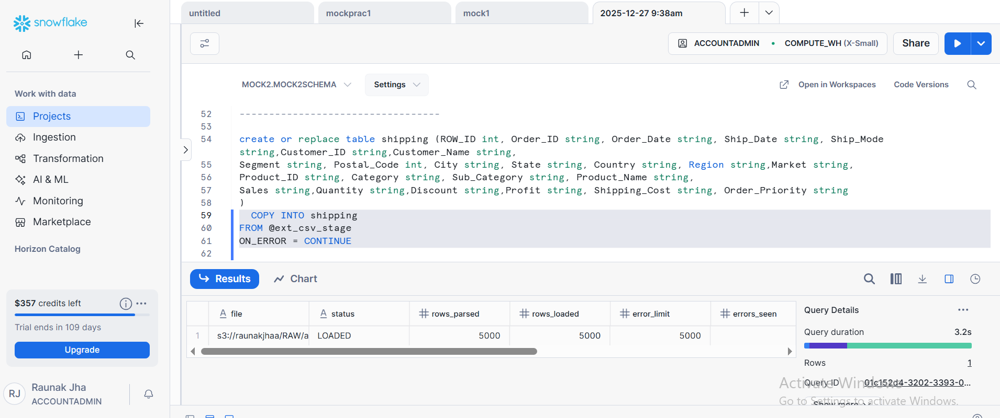 untitled
mockprac1
mock1
2025-12-27 9:38am
snowflake
ACCOUNTADMIN
COMPUTE_WH (X-Small)
Share
MOCK2.MOCK2SCHEMA
Settings
Open in Workspaces
Code Versions
Work with data
Projects
Ingestion
Transformation
AI & ML
Monitoring
Marketplace
Horizon Catalog
$357 credits left
Trial ends in 109 days
Upgrade
RJ
Raunak Jha
ACCOUNTADMIN
52 ----------------------------------
53
54 create or replace table shipping (ROW_ID int, Order_ID string, Order_Date string, Ship_Date string, Ship_Mode
string,Customer_ID string,Customer_Name string,
55 Segment string, Postal_Code int, City string, State string, Country string, Region string,Market string,
56 Product_ID string, Category string, Sub_Category string, Product_Name string,
57 Sales string,Quantity string,Discount string,Profit string, Shipping_Cost string, Order_Priority string
58 )
59 COPY INTO shipping
60 FROM @ext_csv_stage
61 ON_ERROR = CONTINUE
62
Results
Chart
file status rows_parsed rows_loaded error_limit errors_seen
1 s3://raunakjhaa/RAW/a LOADED 5000 5000 5000
Query Details
Query duration 3.2s
Rows 1
Query ID 01c152d4-3202-3393-0...
Show more
Activate Windows
Go to Settings to activate Windows.